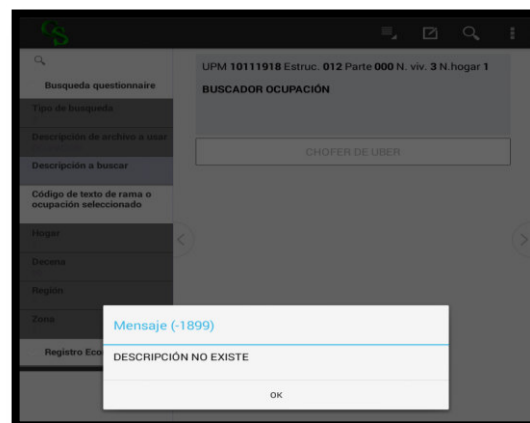 CS
Busqueda questionnaire
Tipo de busqueda
Descripción de archivo a usar
Descripción a buscar
Código de texto de rama o
ocupación seleccionado
Hogar
Decena
Región
Zona
Registro Eco
UPM 10111918 Estruc. 012 Parte 000 N. viv. 3 N.hogar 1
BUSCADOR OCUPACIÓN
CHOFER DE UBER
Mensaje (-1899)
DESCRIPCIÓN NO EXISTE
OK